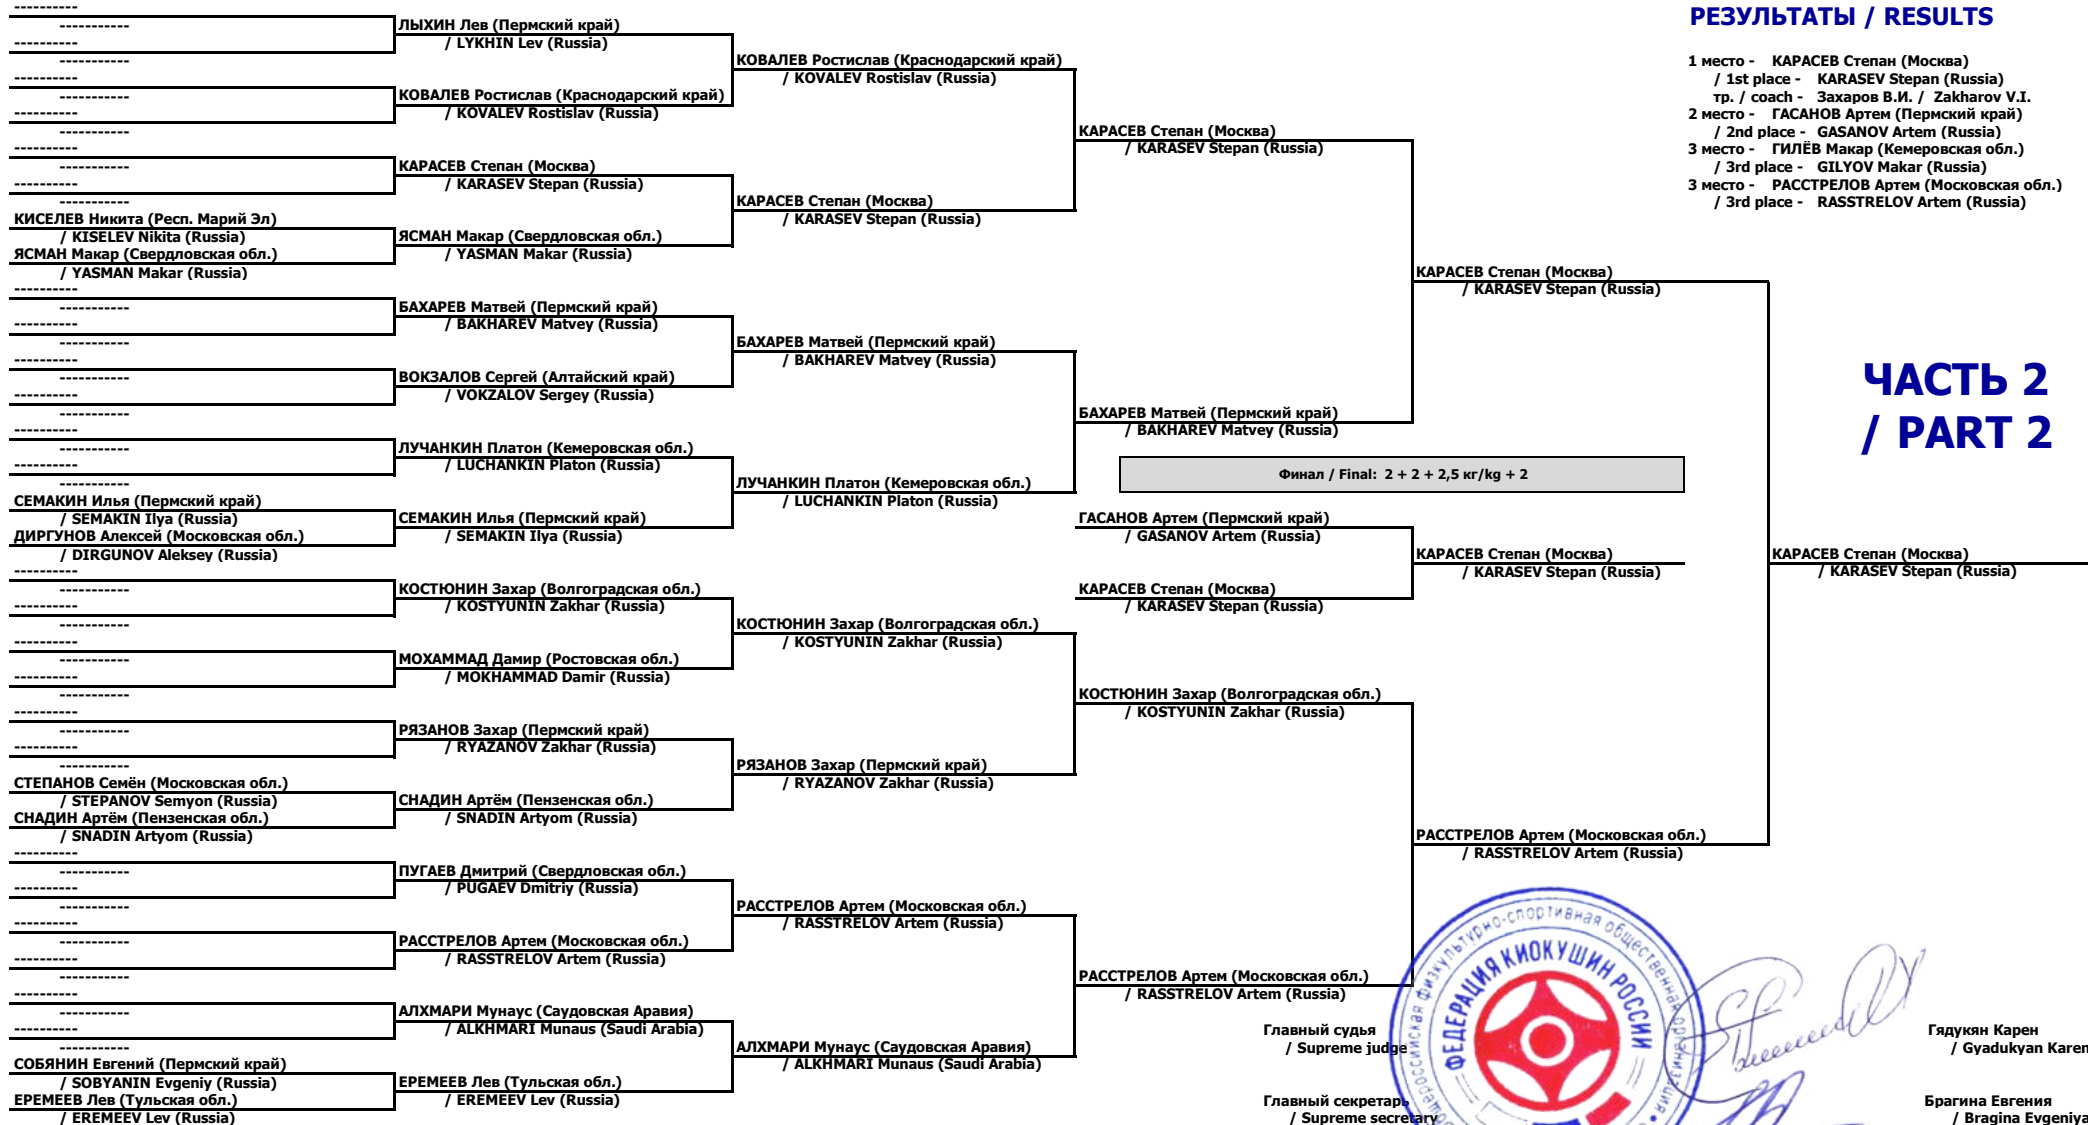 ----------
-----------
----------
-----------
----------
-----------
----------
-----------
----------
-----------
----------
-----------
КИСЕЛЕВ Никита (Респ. Марий Эл)
/ KISELEV Nikita (Russia)
ЯСМАН Макар (Свердловская обл.)
/ YASMAN Makar (Russia)
----------
-----------
----------
-----------
----------
-----------
----------
-----------
----------
-----------
----------
-----------
СЕМАКИН Илья (Пермский край)
/ SEMAKIN Ilya (Russia)
ДИРГУНОВ Алексей (Московская обл.)
/ DIRGUNOV Aleksey (Russia)
----------
-----------
----------
-----------
----------
-----------
----------
-----------
----------
-----------
----------
-----------
СТЕПАНОВ Семён (Московская обл.)
/ STEPANOV Semyon (Russia)
СНАДИН Артём (Пензенская обл.)
/ SNADIN Artyom (Russia)
----------
-----------
----------
-----------
----------
-----------
----------
-----------
----------
-----------
----------
-----------
СОБЯНИН Евгений (Пермский край)
/ SOBYANIN Evgeniy (Russia)
ЕРЕМЕЕВ Лев (Тульская обл.)
/ EREMEEV Lev (Russia)
ЛЫХИН Лев (Пермский край)
/ LYKHIN Lev (Russia)
КОВАЛЕВ Ростислав (Краснодарский край)
/ KOVALEV Rostislav (Russia)
КАРАСЕВ Степан (Москва)
/ KARASEV Stepan (Russia)
ЯСМАН Макар (Свердловская обл.)
/ YASMAN Makar (Russia)
БАХАРЕВ Матвей (Пермский край)
/ BAKHAREV Matvey (Russia)
ВОКЗАЛОВ Сергей (Алтайский край)
/ VOKZALOV Sergey (Russia)
ЛУЧАНКИН Платон (Кемеровская обл.)
/ LUCHANKIN Platon (Russia)
СЕМАКИН Илья (Пермский край)
/ SEMAKIN Ilya (Russia)
КОСТЮНИН Захар (Волгоградская обл.)
/ KOSTYUNIN Zakhar (Russia)
МОХАММАД Дамир (Ростовская обл.)
/ MOKHAMMAD Damir (Russia)
РЯЗАНОВ Захар (Пермский край)
/ RYAZANOV Zakhar (Russia)
СНАДИН Артём (Пензенская обл.)
/ SNADIN Artyom (Russia)
ПУГАЕВ Дмитрий (Свердловская обл.)
/ PUGAEV Dmitriy (Russia)
РАССТРЕЛОВ Артем (Московская обл.)
/ RASSTRELOV Artem (Russia)
АЛХМАРИ Мунаус (Саудовская Аравия)
/ ALKHMARI Munaus (Saudi Arabia)
ЕРЕМЕЕВ Лев (Тульская обл.)
/ EREMEEV Lev (Russia)
КОВАЛЕВ Ростислав (Краснодарский край)
/ KOVALEV Rostislav (Russia)
КАРАСЕВ Степан (Москва)
/ KARASEV Stepan (Russia)
БАХАРЕВ Матвей (Пермский край)
/ BAKHAREV Matvey (Russia)
ЛУЧАНКИН Платон (Кемеровская обл.)
/ LUCHANKIN Platon (Russia)
КОСТЮНИН Захар (Волгоградская обл.)
/ KOSTYUNIN Zakhar (Russia)
РЯЗАНОВ Захар (Пермский край)
/ RYAZANOV Zakhar (Russia)
РАССТРЕЛОВ Артем (Московская обл.)
/ RASSTRELOV Artem (Russia)
АЛХМАРИ Мунаус (Саудовская Аравия)
/ ALKHMARI Munaus (Saudi Arabia)
КАРАСЕВ Степан (Москва)
/ KARASEV Stepan (Russia)
БАХАРЕВ Матвей (Пермский край)
/ BAKHAREV Matvey (Russia)
Финал / Final: 2 + 2 + 2,5 кг/kg + 2
ГАСАНОВ Артем (Пермский край)
/ GASANOV Artem (Russia)
КАРАСЕВ Степан (Москва)
/ KARASEV Stepan (Russia)
КОСТЮНИН Захар (Волгоградская обл.)
/ KOSTYUNIN Zakhar (Russia)
РАССТРЕЛОВ Артем (Московская обл.)
/ RASSTRELOV Artem (Russia)
КАРАСЕВ Степан (Москва)
/ KARASEV Stepan (Russia)
КАРАСЕВ Степан (Москва)
/ KARASEV Stepan (Russia)
РАССТРЕЛОВ Артем (Московская обл.)
/ RASSTRELOV Artem (Russia)
КАРАСЕВ Степан (Москва)
/ KARASEV Stepan (Russia)
РЕЗУЛЬТАТЫ / RESULTS
1 место - КАРАСЕВ Степан (Москва)
/ 1st place - KARASEV Stepan (Russia)
тр. / coach - Захаров В.И. / Zakharov V.I.
2 место - ГАСАНОВ Артем (Пермский край)
/ 2nd place - GASANOV Artem (Russia)
3 место - ГИЛЁВ Макар (Кемеровская обл.)
/ 3rd place - GILYOV Makar (Russia)
3 место - РАССТРЕЛОВ Артем (Московская обл.)
/ 3rd place - RASSTRELOV Artem (Russia)
ЧАСТЬ 2
/ PART 2
Главный судья
/ Supreme judge
Гядукян Карен
/ Gyadukyan Karen
Главный секретарь
/ Supreme secretary
Брагина Евгения
/ Bragina Evgeniya
общероссийская физкультурно-спортивная общественная организация
ФЕДЕРАЦИЯ КИОКУШИН РОССИИ